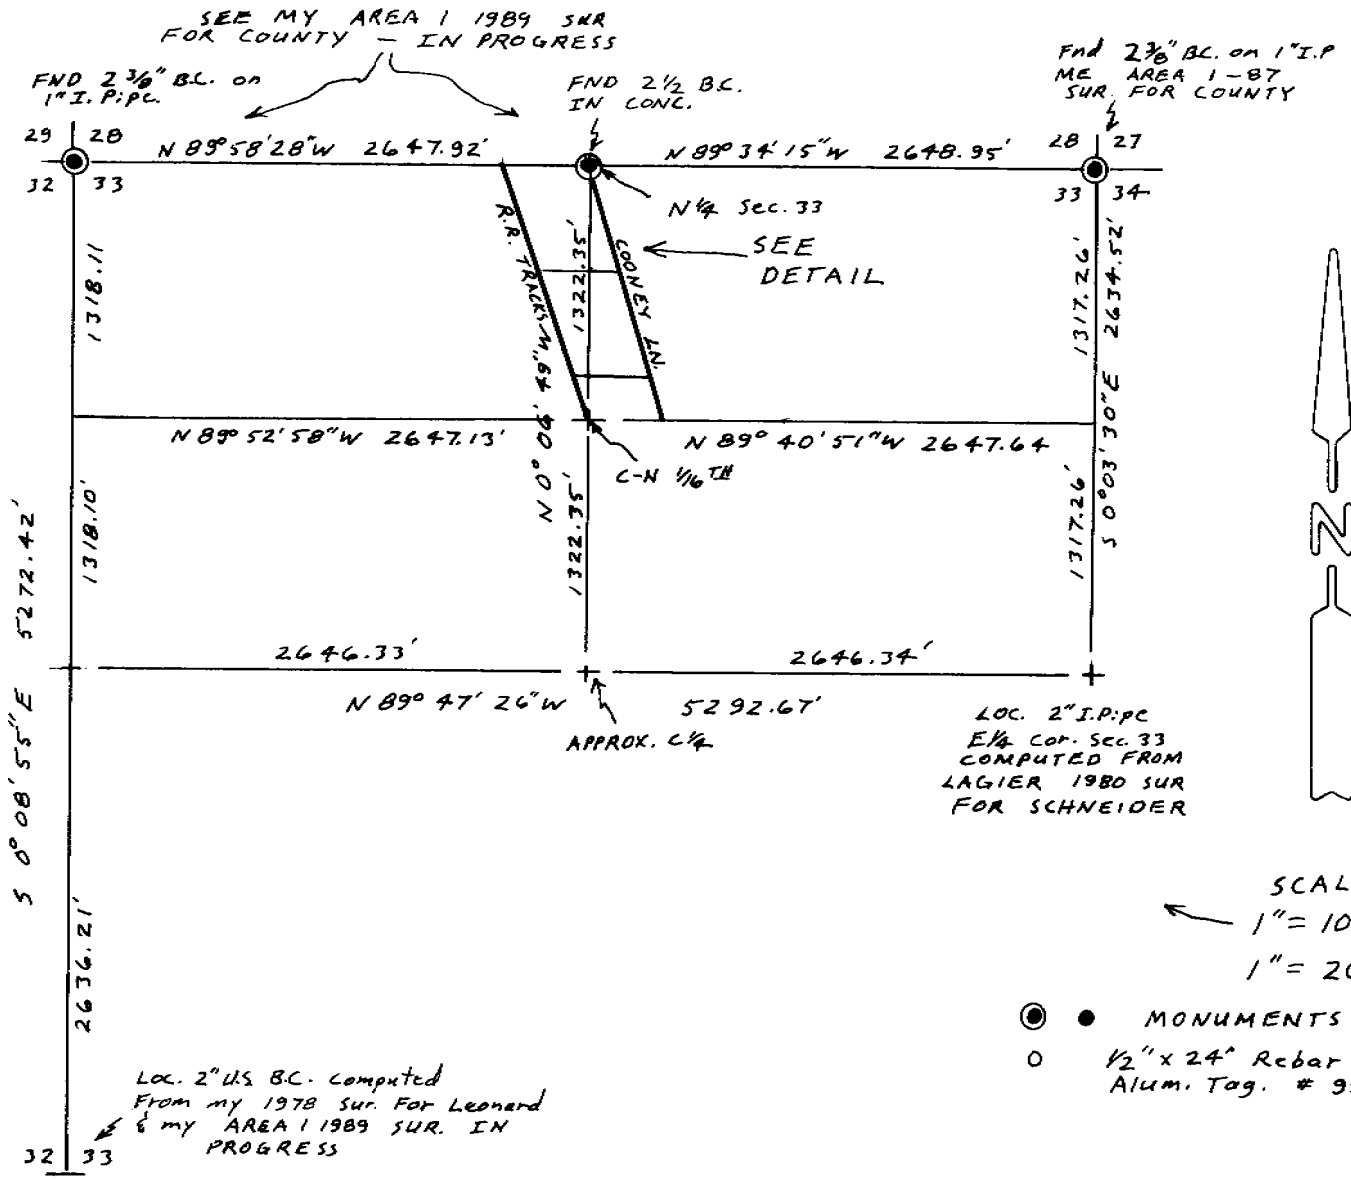 SEE MY AREA 1 1989 SUR
FOR COUNTY — IN PROGRESS
FND 2 3/8" B.C. on
1" I. Pipe.
FND 2 1/2 B.C.
IN CONC.
Fnd 2 3/8" B.C. on 1" I.P
ME AREA 1-87
SUR. FOR COUNTY
29 28
32 33
N 89° 58' 28" W 2647.92'
N 89° 34' 15" W 2648.95'
28 27
33 34
N 1/4 Sec. 33
SEE
DETAIL
R.R. TRACKS
COONEY LN.
1318.11
1322.35'
N 0° 00' 49" W
1317.26'
S 0° 03' 30" E 2634.52'
N 89° 52' 58" W 2647.13'
N 89° 40' 51" W 2647.64
C-N 1/16 TH
1318.10'
1322.35'
1317.26'
S 0° 08' 55" E 5272.42'
2646.33'
2646.34'
N 89° 47' 26" W 5292.67'
APPROX. C 1/4
LOC. 2" I.Pipe
E 1/4 Cor. Sec. 33
COMPUTED FROM
LAGIER 1980 SUR
FOR SCHNEIDER
N
2636.21'
SCAL
1" = 10
1" = 20
MONUMENTS
1/2" x 24" Rebar
Alum. Tag. # 9
Loc. 2" U.S B.C. Computed
From my 1978 Sur. For Leonard
& my AREA 1 1989 SUR. IN
PROGRESS
32 33